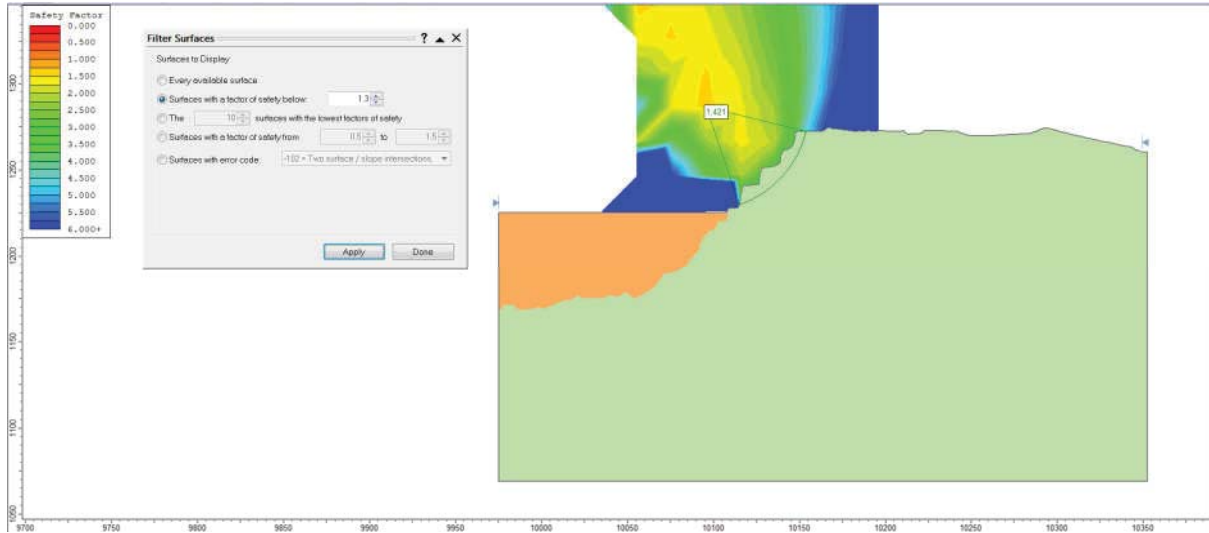 Safety Factor
0.000
0.500
1.000
1.500
2.000
2.500
3.000
3.500
4.000
4.500
5.000
5.500
6.000+
Filter Surfaces ? ▲ ✕
Surfaces to Display
Every available surface
Surfaces with a factor of safety below: 1.3
The 10 surfaces with the lowest factors of safety
Surfaces with a factor of safety from 0.5 to 1.5
Surfaces with error code: -102 = Two surface / slope intersections,
Apply Done
1.421
1300
1250
1200
1150
1100
1050
9700 9750 9800 9850 9900 9950 10000 10050 10100 10150 10200 10250 10300 10350